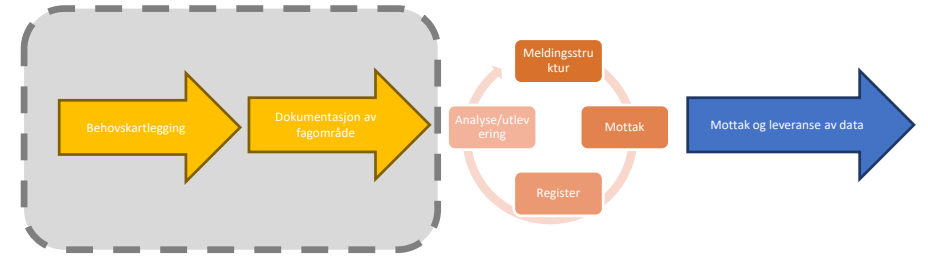 Behovskartlegging
Dokumentasjon av
fagområde
Meldingsstru
ktur
Analyse/utlev
ering
Mottak
Register
Mottak og leveranse av data